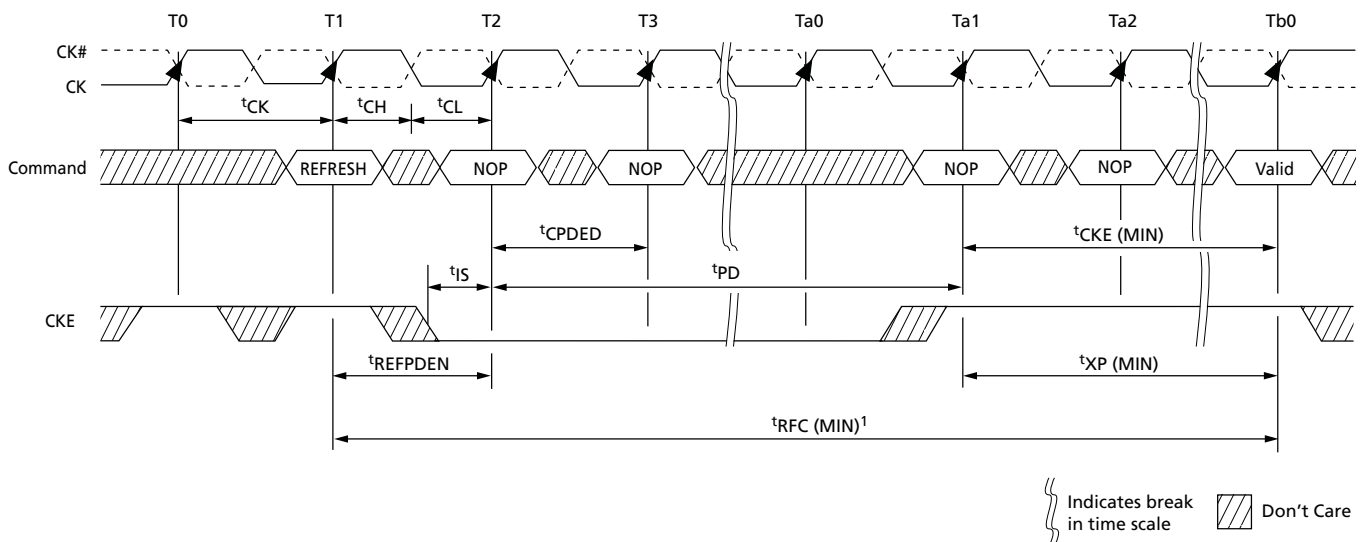 T0 T1 T2 T3 Ta0 Ta1 Ta2 Tb0
CK#
CK
tCK tCH tCL
Command REFRESH NOP NOP NOP NOP Valid
tCPDED tCKE (MIN)
tIS tPD
CKE
tREFPDEN tXP (MIN)
tRFC (MIN)1
Indicates break
in time scale
Don't Care